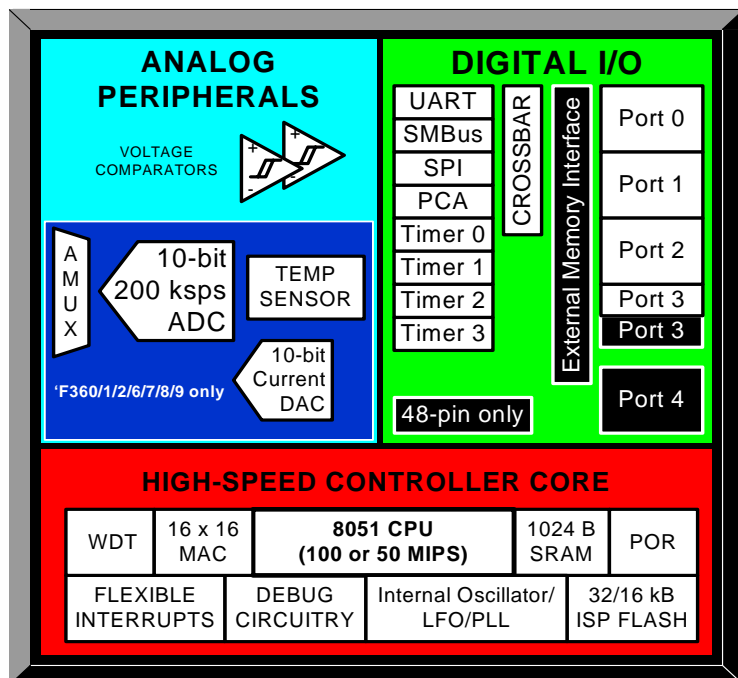 ANALOG
PERIPHERALS
VOLTAGE
COMPARATORS
+
-
+
-
A
M
U
X
10-bit
200 ksps
ADC
TEMP
SENSOR
10-bit
Current
DAC
‘F360/1/2/6/7/8/9 only
DIGITAL I/O
UART
SMBus
SPI
PCA
Timer 0
Timer 1
Timer 2
Timer 3
CROSSBAR
External Memory Interface
Port 0
Port 1
Port 2
Port 3
Port 3
Port 4
48-pin only
HIGH-SPEED CONTROLLER CORE
WDT
16 x 16
MAC
8051 CPU
(100 or 50 MIPS)
1024 B
SRAM
POR
FLEXIBLE
INTERRUPTS
DEBUG
CIRCUITRY
Internal Oscillator/
LFO/PLL
32/16 kB
ISP FLASH